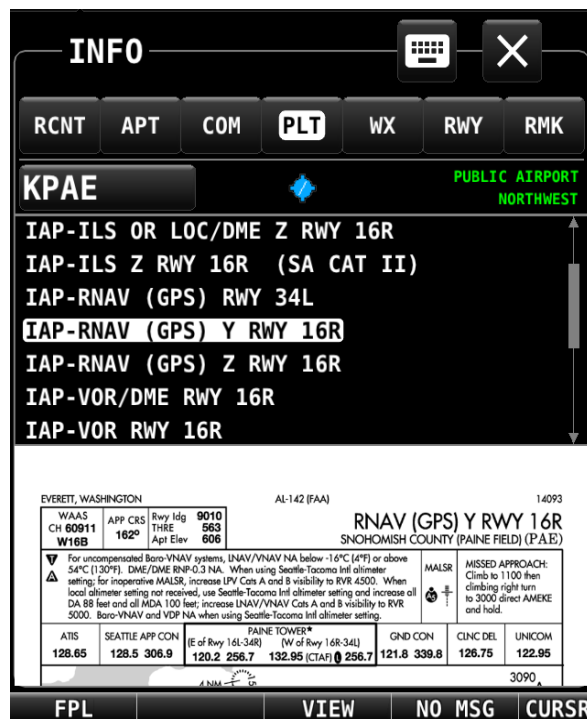 INFO
RCNT APT COM PLT WX RWY RMK
KPAE
PUBLIC AIRPORT
NORTHWEST
IAP-ILS OR LOC/DME Z RWY 16R
IAP-ILS Z RWY 16R (SA CAT II)
IAP-RNAV (GPS) RWY 34L
IAP-RNAV (GPS) Y RWY 16R
IAP-RNAV (GPS) Z RWY 16R
IAP-VOR/DME RWY 16R
IAP-VOR RWY 16R
EVERETT, WASHINGTON AL-142 (FAA) 14093
WAAS
CH 60911
W16B
APP CRS
162°
Rwy ldg 9010
THRE 563
Apt Elev 606
RNAV (GPS) Y RWY 16R
SNOHOMISH COUNTY (PAINE FIELD) (PAE)
T For uncompensated Baro-VNAV systems, LNAV/VNAV NA below -16°C (4°F) or above
A 54°C (130°F). DME/DME RNP-0.3 NA. When using Seattle-Tacoma Intl altimeter
setting; for inoperative MALSR, increase LPV Cats A and B visibility to RVR 4500. When
local altimeter setting not received, use Seattle-Tacoma Intl altimeter setting and increase all
DA 88 feet and all MDA 100 feet; increase LNAV/VNAV Cats A and B visibility to RVR
5000. Baro-VNAV and VDP NA when using Seattle-Tacoma Intl altimeter setting.
MALSR
MISSED APPROACH:
Climb to
1100 then
climbing right turn
to 3000 direct AMEKE
and hold.
ATIS
128.65
SEATTLE APP CON
128.5 306.9
PAINE TOWER★
(E of Rwy 16L-34R) (W of Rwy 16R-34L)
120.2 256.7 132.95 (CTAF) L 256.7
GND CON
121.8 339.8
CLNC DEL
126.75
UNICOM
122.95
4 NM
3090
FPL VIEW NO MSG CURSR